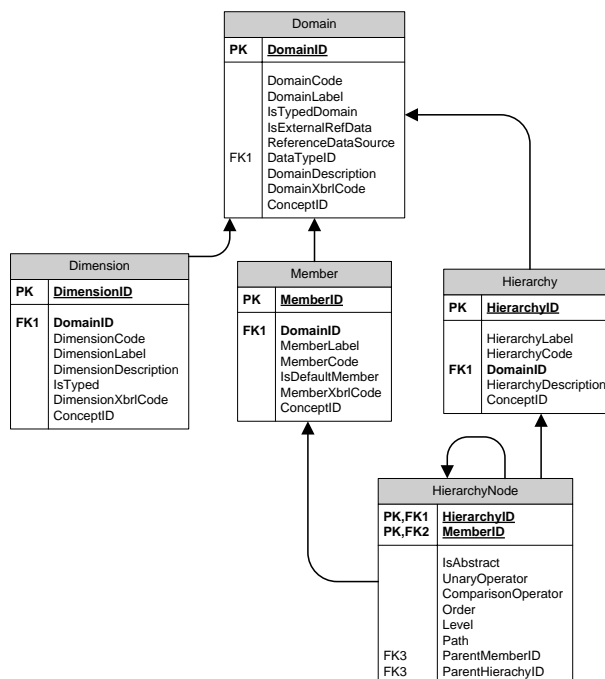 Domain
PK DomainID
DomainCode
DomainLabel
IsTypedDomain
IsExternalRefData
ReferenceDataSource
FK1 DataTypeID
DomainDescription
DomainXbrlCode
ConceptID
Dimension
PK DimensionID
FK1 DomainID
DimensionCode
DimensionLabel
DimensionDescription
IsTyped
DimensionXbrlCode
ConceptID
Member
PK MemberID
FK1 DomainID
MemberLabel
MemberCode
IsDefaultMember
MemberXbrlCode
ConceptID
Hierarchy
PK HierarchyID
HierarchyLabel
HierarchyCode
FK1 DomainID
HierarchyDescription
ConceptID
HierarchyNode
PK,FK1 HierarchyID
PK,FK2 MemberID
IsAbstract
UnaryOperator
ComparisonOperator
Order
Level
Path
FK3 ParentMemberID
FK3 ParentHierachyID